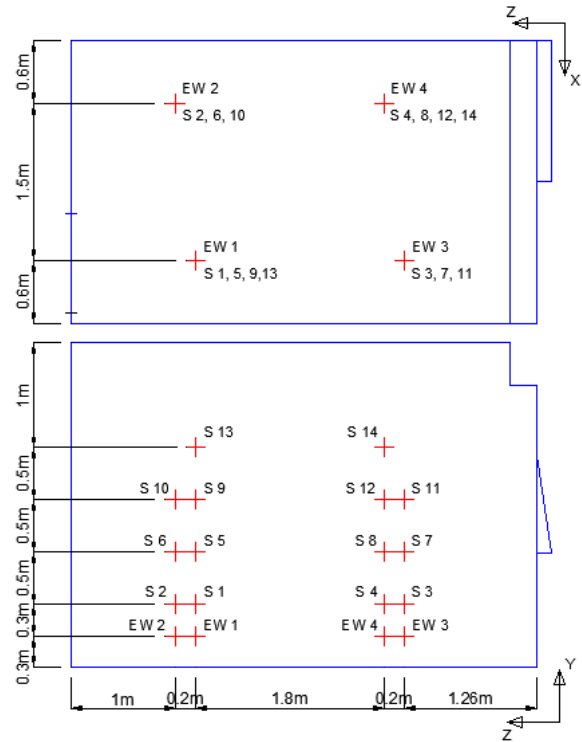 Z
X
0.6m
EW 2
EW 4
S 2, 6, 10
S 4, 8, 12, 14
1.5m
EW 1
EW 3
S 1, 5, 9,13
S 3, 7, 11
0.6m
1m
S 13
S 14
0.5m
S 10
S 9
S 12
S 11
0.5m
S 6
S 5
S 8
S 7
0.5m
S 2
S 1
S 4
S 3
0.3m
EW 2
EW 1
EW 4
EW 3
0.3m
Y
1m
0.2m
1.8m
0.2m
1.26m
Z